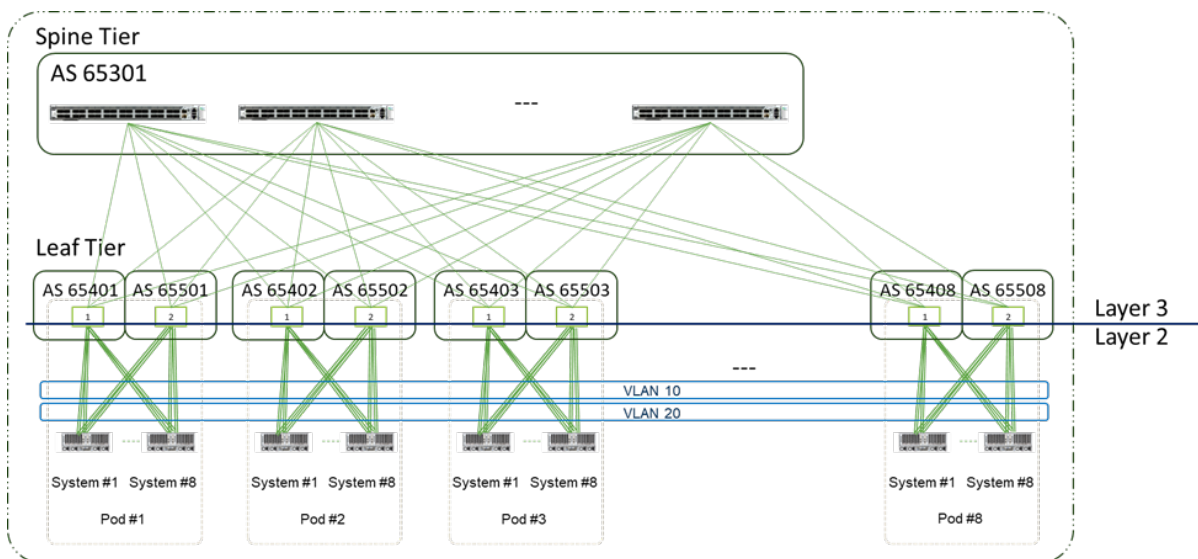 Spine Tier
AS 65301
---
Leaf Tier
AS 65401 AS 65501 AS 65402 AS 65502 AS 65403 AS 65503 AS 65408 AS 65508
1 2 1 2 1 2 1 2
Layer 3
Layer 2
---
VLAN 10
VLAN 20
System #1 System #8 System #1 System #8 System #1 System #8 System #1 System #8
Pod #1 Pod #2 Pod #3 Pod #8